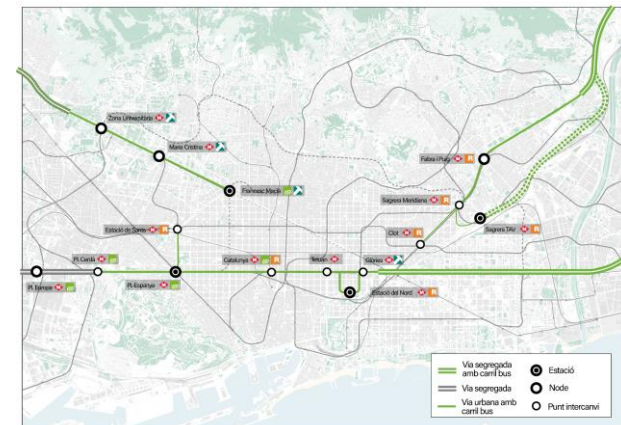 Zona Universitària
Maria Cristina
Francesc Macià
Fabra i Puig
Sagrera Meridiana
Sagrera TAV
Clot
Estació de Sants
Pl. Cerdà
Catalunya
Tetuan
Glòries
Pl. Europa
Pl. Espanya
Estació del Nord
Via segregada
amb carril bus
Via segregada
Via urbana amb
carril bus
Estació
Node
Punt intercanvi